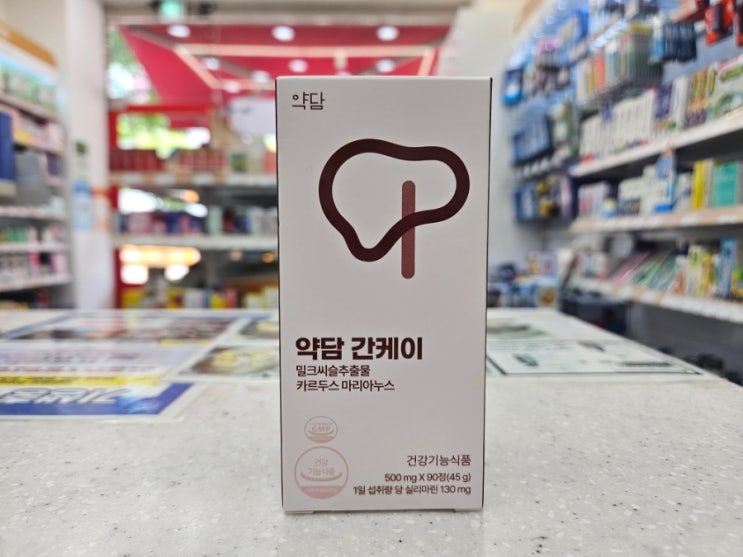 약담
약담 간케이
밀크씨슬추출물
카르두스 마리아누스
GMP
건강
기능식품
건강기능식품
500 mg X 90정(45 g)
1일 섭취량 당 실리마린 130 mg